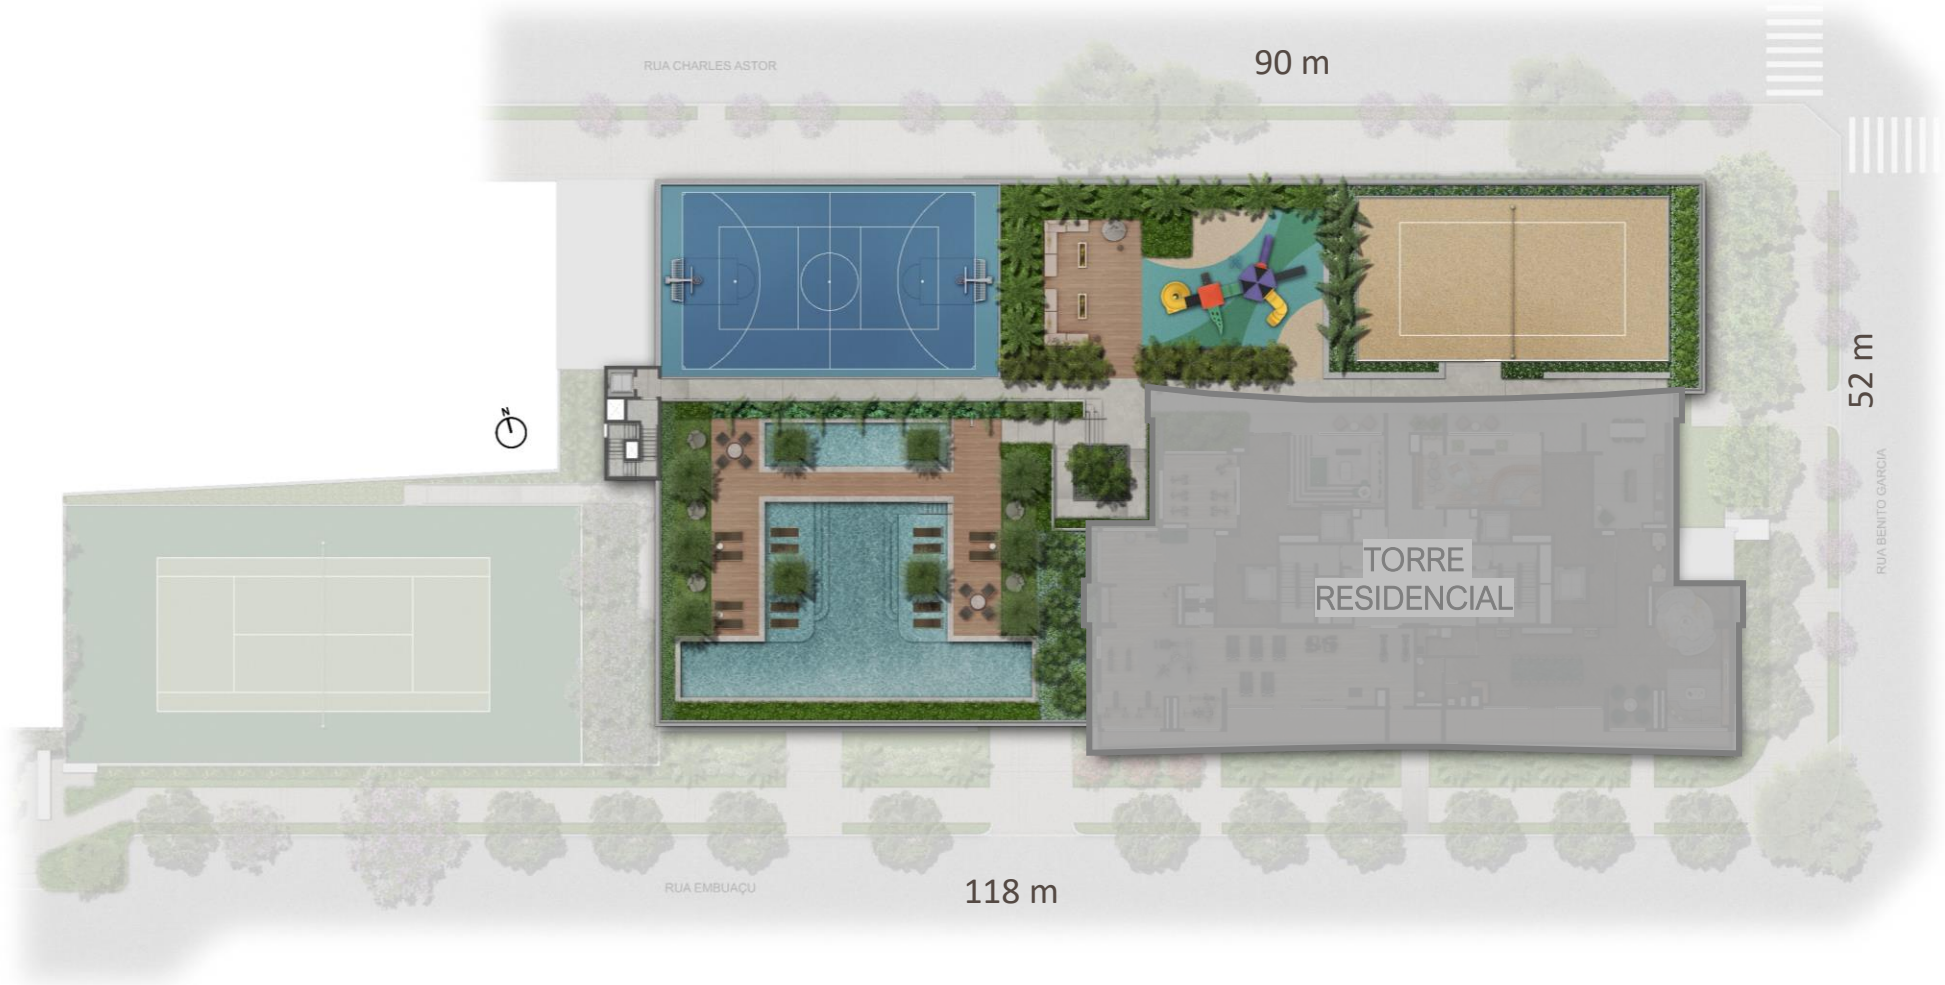 RUA CHARLES ASTOR
90 m
52 m
N
RUA BENITO GARCIA
TORRE
RESIDENCIAL
RUA EMBUAÇU
118 m